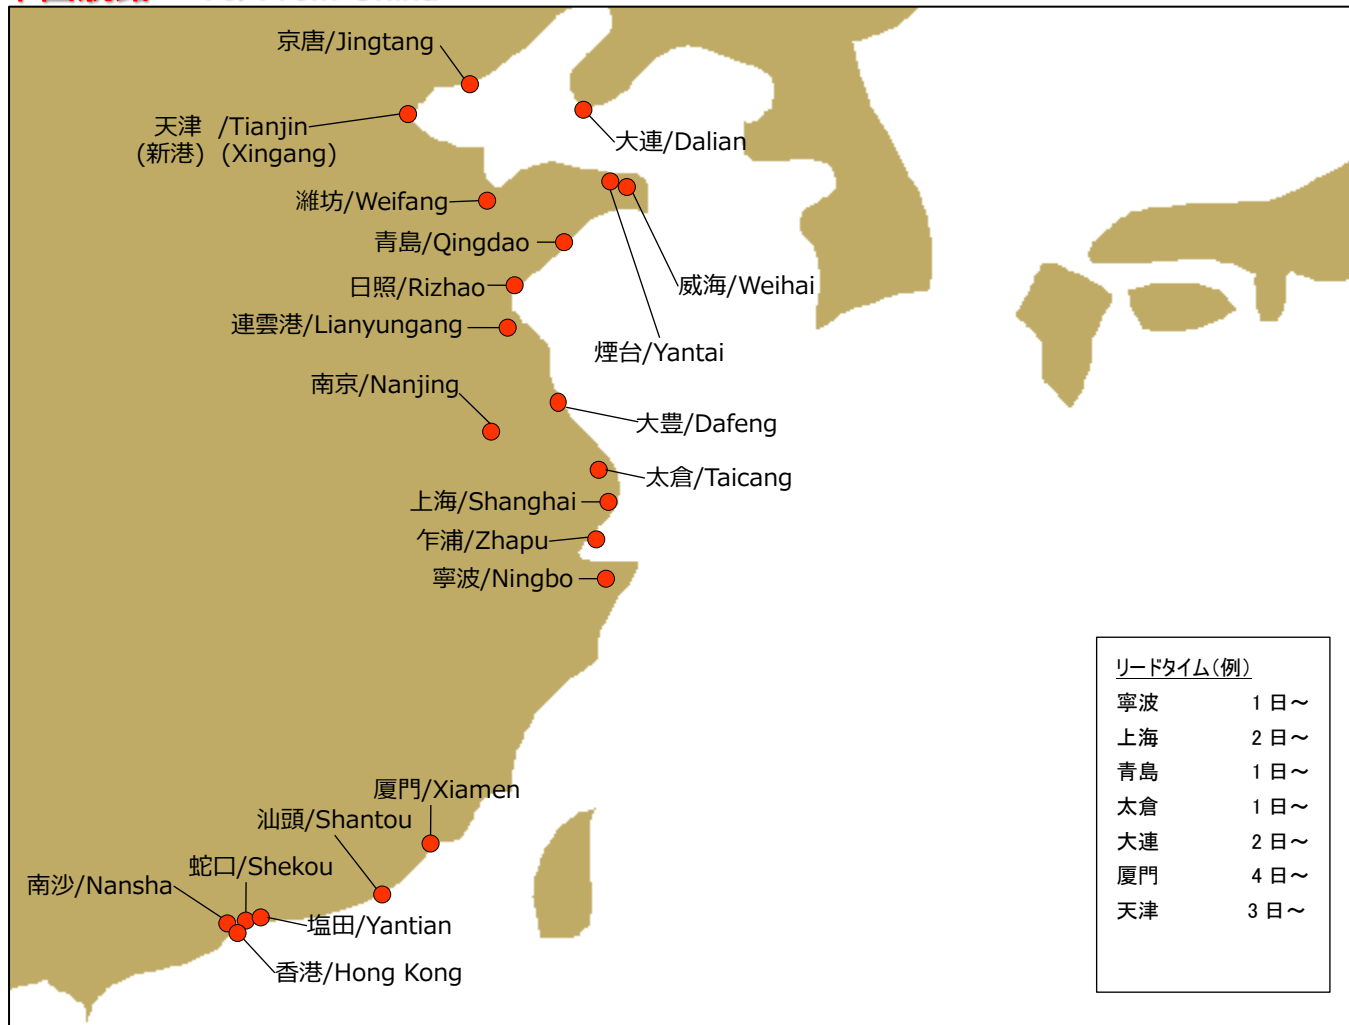 京唐/Jingtang
天津 /Tianjin
(新港) (Xingang)
大連/Dalian
濰坊/Weifang
青島/Qingdao
日照/Rizhao
威海/Weihai
連雲港/Lianyungang
煙台/Yantai
南京/Nanjing
大豊/Dafeng
太倉/Taicang
上海/Shanghai
乍浦/Zhapu
寧波/Ningbo
厦門/Xiamen
汕頭/Shantou
蛇口/Shekou
南沙/Nansha
塩田/Yantian
香港/Hong Kong
リードタイム(例)
寧波 1 日～
上海 2 日～
青島 1 日～
太倉 1 日～
大連 2 日～
厦門 4 日～
天津 3 日～